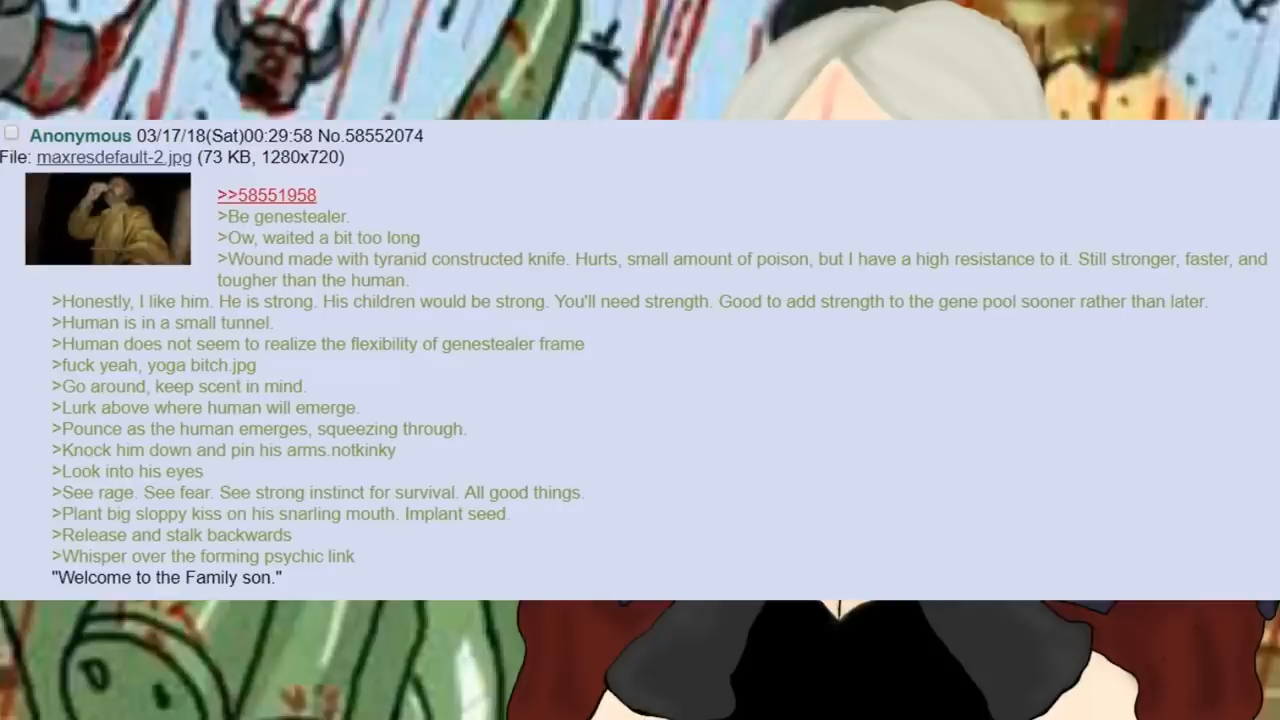 Anonymous 03/17/18(Sat)00:29:58 No.58552074
File: maxresdefault-2.jpg (73 KB, 1280x720)
>>58551958
>Be genestealer.
>Ow, waited a bit too long
>Wound made with tyranid constructed knife. Hurts, small amount of poison, but I have a high resistance to it. Still stronger, faster, and
tougher than the human.
>Honestly, I like him. He is strong. His children would be strong. You'll need strength. Good to add strength to the gene pool sooner rather than later.
>Human is in a small tunnel.
>Human does not seem to realize the flexibility of genestealer frame
>fuck yeah, yoga bitch.jpg
>Go around, keep scent in mind.
>Lurk above where human will emerge.
>Pounce as the human emerges, squeezing through.
>Knock him down and pin his arms.notkinky
>Look into his eyes
>See rage. See fear. See strong instinct for survival. All good things.
>Plant big sloppy kiss on his snarling mouth. Implant seed.
>Release and stalk backwards
>Whisper over the forming psychic link
"Welcome to the Family son."